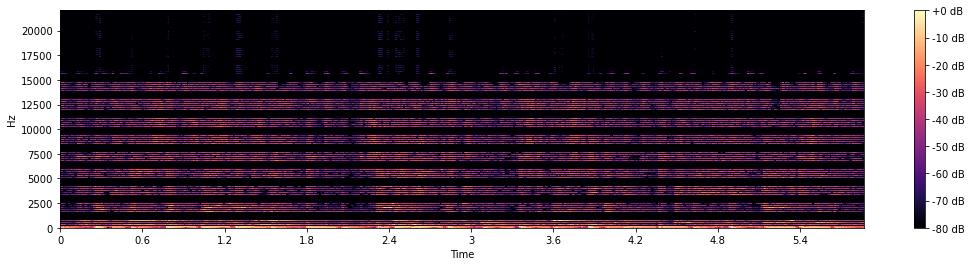 20000
17500
15000
12500
10000
7500
5000
2500
0
Hz
0 0.6 1.2 1.8 2.4 3 3.6 4.2 4.8 5.4
Time
+0 dB
-10 dB
-20 dB
-30 dB
-40 dB
-50 dB
-60 dB
-70 dB
-80 dB